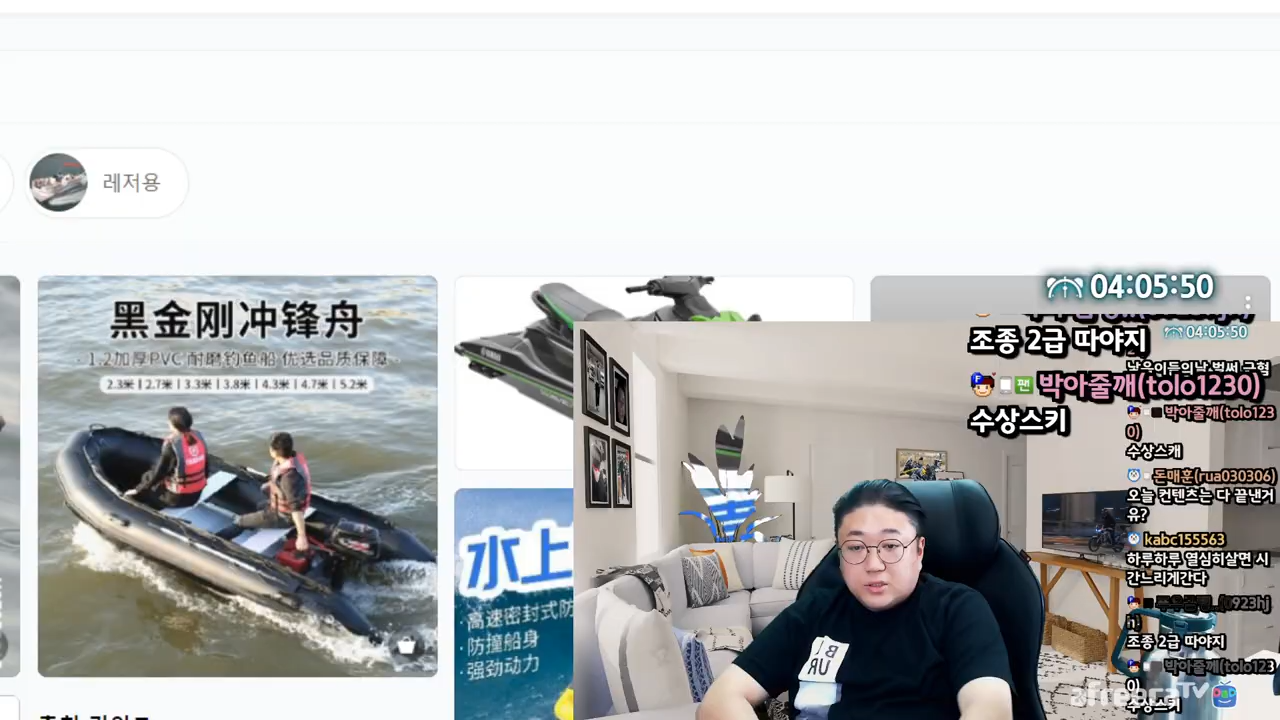 레저용
黑金刚冲锋舟
· 1.2加厚PVC 耐磨钓鱼船 优选品质保障 ·
2.3米 | 2.7米 | 3.3米 | 3.8米 | 4.3米 | 4.7米 | 5.2米
水上
·高速密封式防
·防撞船身
·强劲动力
04:05:50
04:05:50
조종 2급 따야지
팬 박아줄깨(tolo1230)
수상스키
박아줄깨(tolo123
0)
수상스캐
돈매훈(rua030306)
오늘 컨텐츠는 다 끝낸거
유?
kabc155563
하루하루 열심히살면 시
간느리게간다
조종 2급 따야지
박아줄깨(tolo123
0)
수상스키
afreecaTV
B I
UR